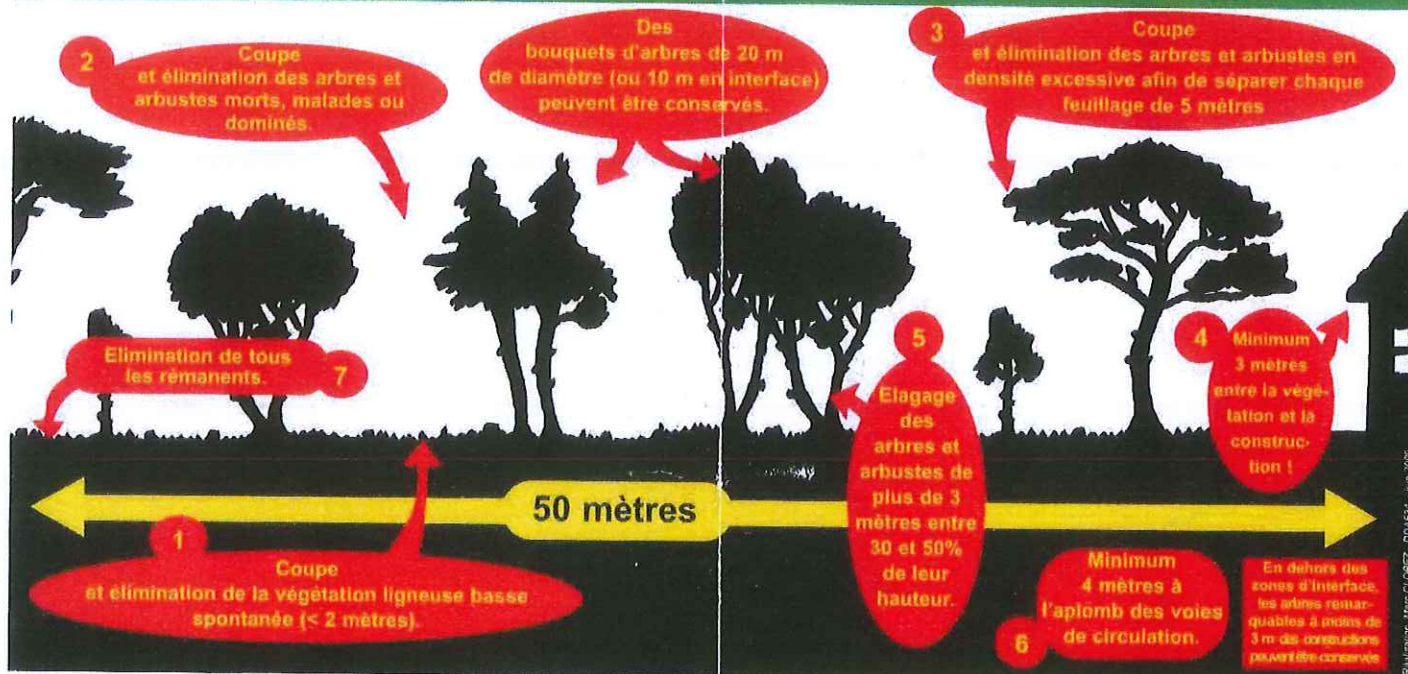 2
Coupe
et élimination des arbres et
arbustes morts, malades ou
dominés.
Des
bouquets d'arbres de 20 m
de diamètre (ou 10 m en interface)
peuvent être conservés.
3
Coupe
et élimination des arbres et arbustes en
densité excessive afin de séparer chaque
feuillage de 5 mètres
Elimination de tous
les rémanents.
7
5
Elagage
des
arbres et
arbustes de
plus de 3
mètres entre
30 et 50%
de leur
hauteur.
4
Minimum
3 mètres
entre la végé-
tation et la
construc-
tion !
50 mètres
1
Coupe
et élimination de la végétation ligneuse basse
spontanée (< 2 mètres).
Minimum
4 mètres à
l'aplomb des voies
de circulation.
6
En dehors des
zones d'interface,
les arbres remar-
quables à moins de
3 m des constructions
peuvent être conservés